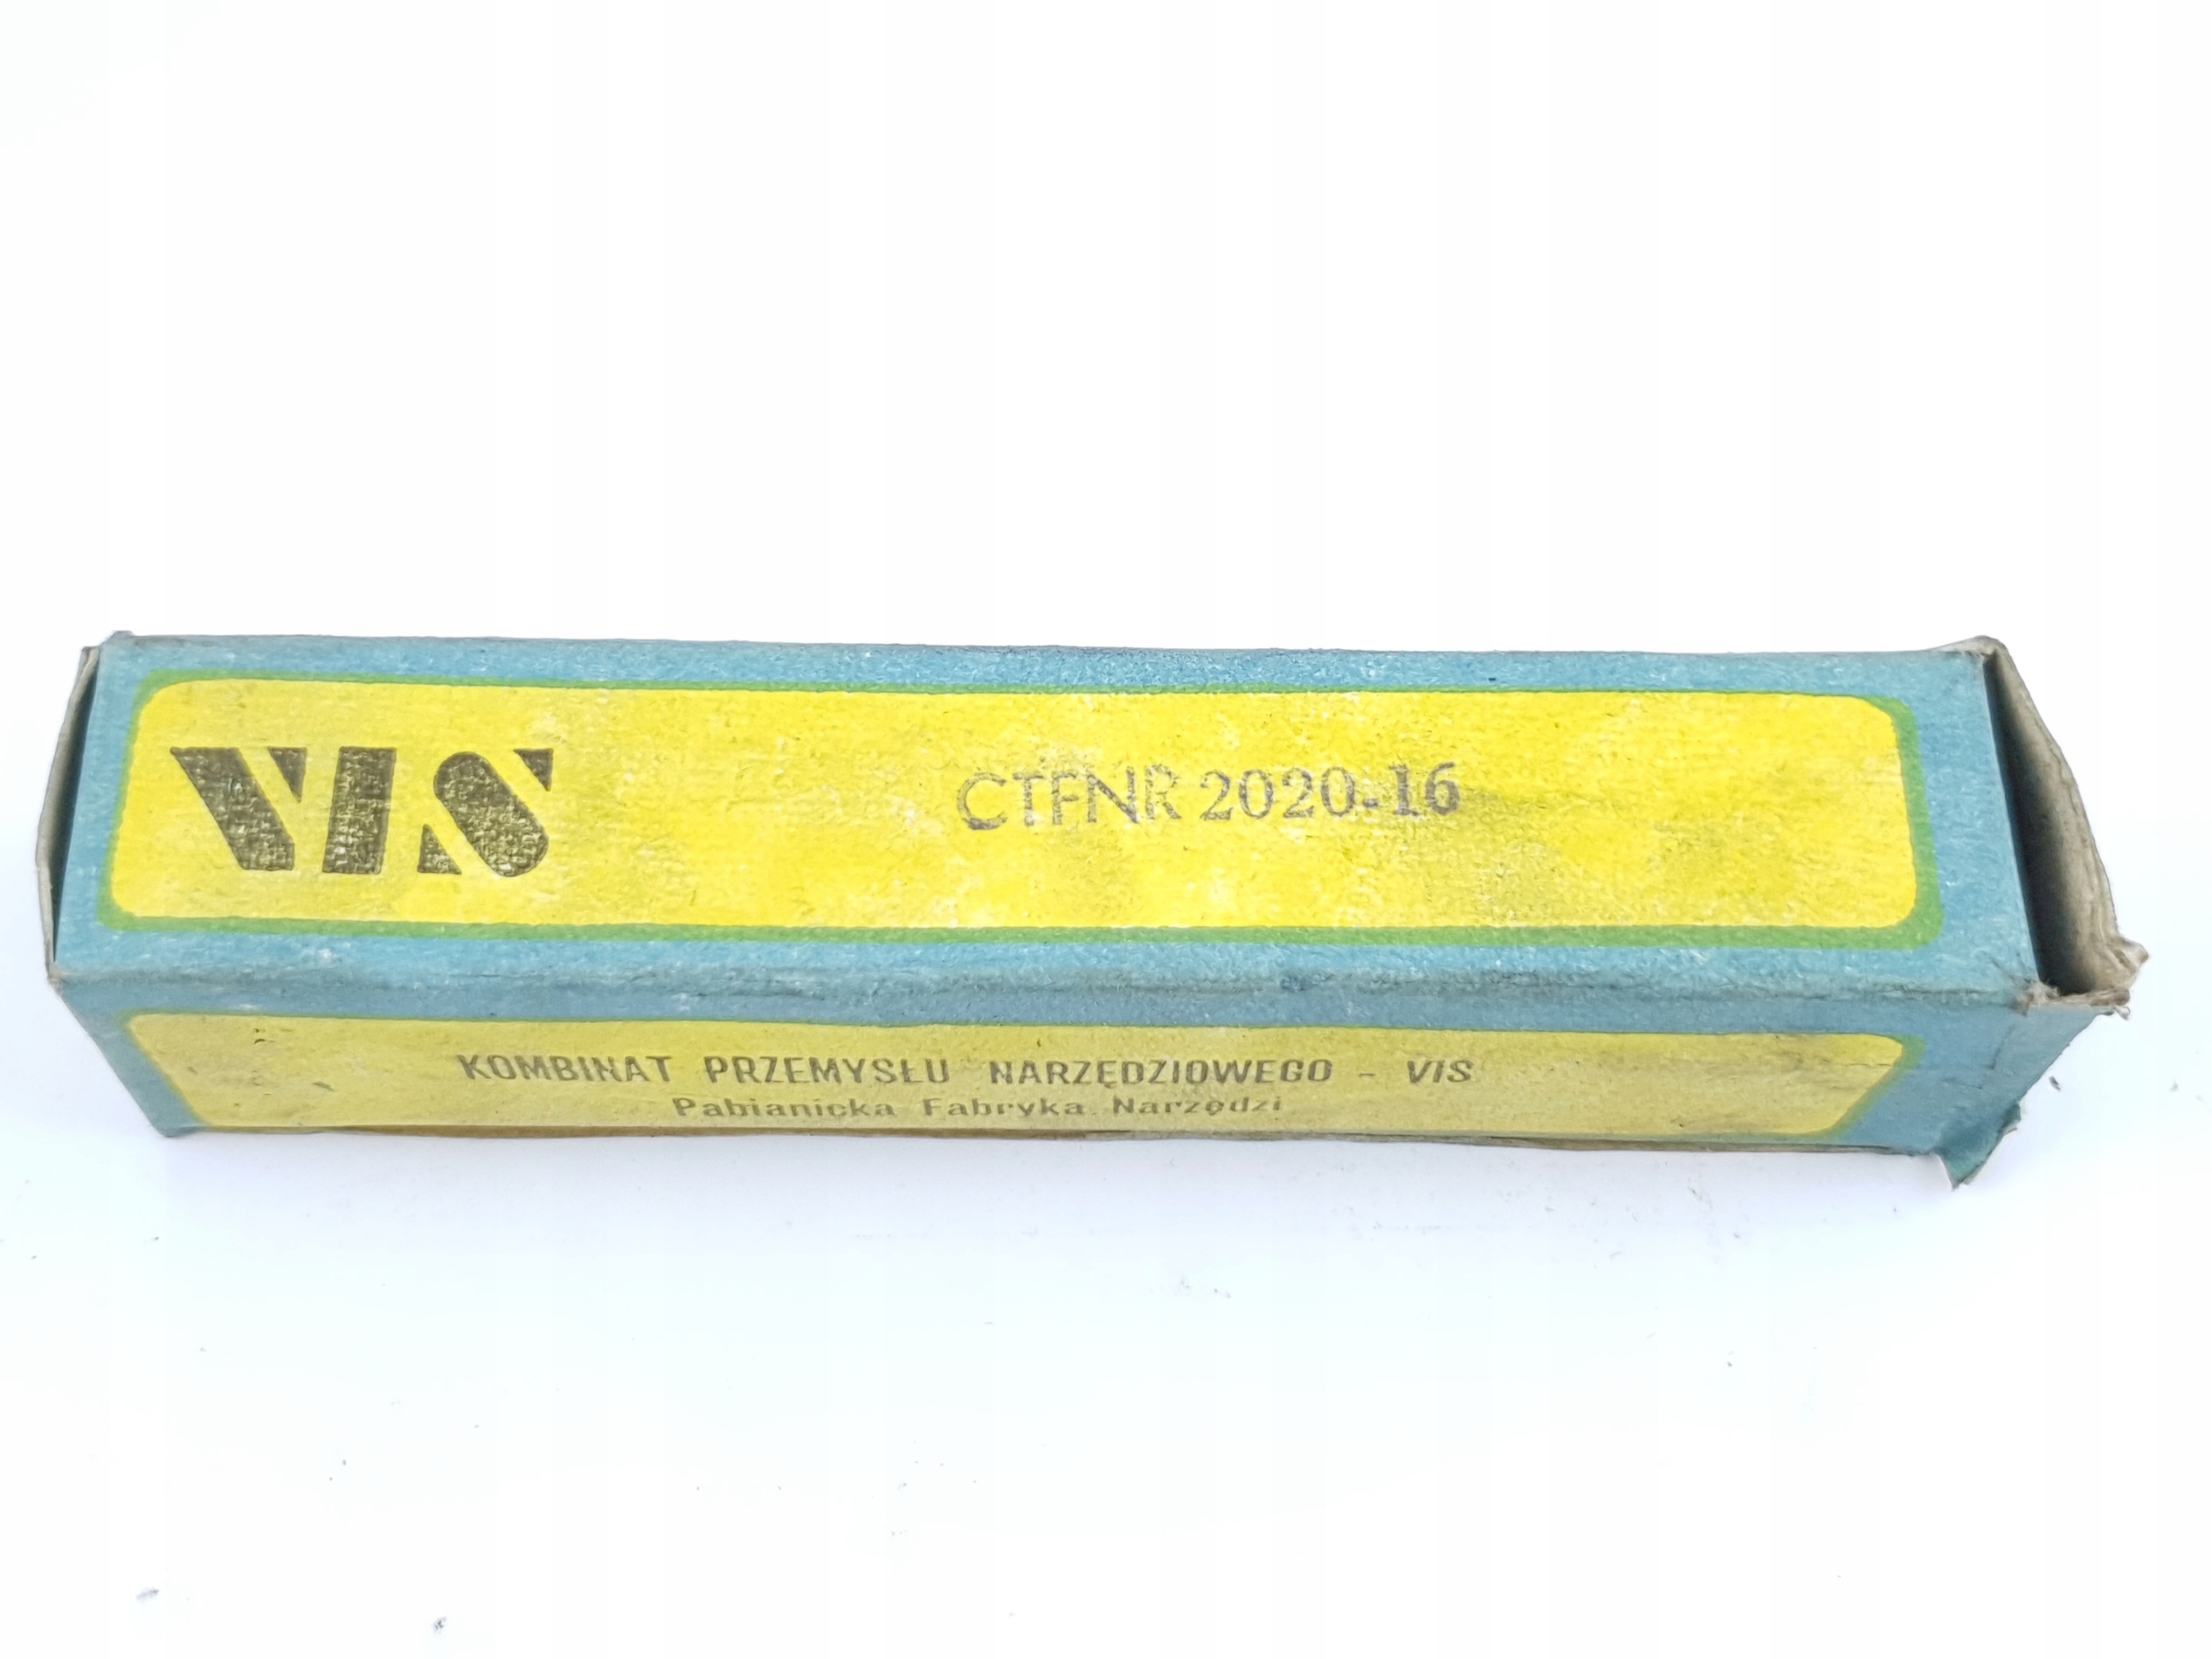 VIS
CTFNR 2020-16
KOMBINAT PRZEMYSŁU NARZĘDZIOWEGO - VIS
Pabianicka Fabryka Narzędzi